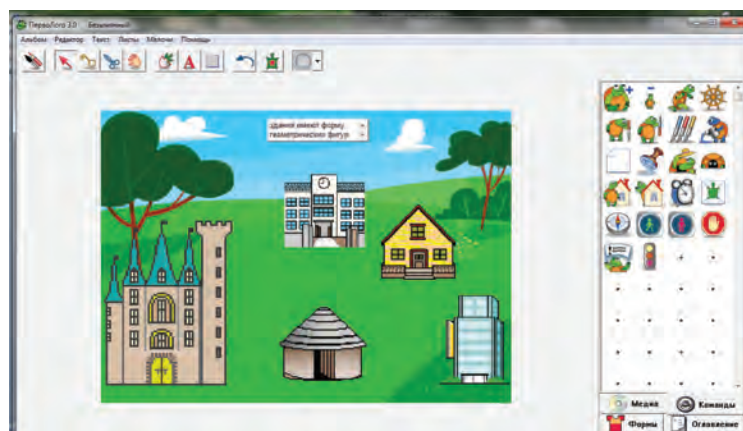 ПервоЛого 3.0 Безымянный
Альбом Редактор Текст Листы Мелочи Помощь
здания имеют форму
геометрических фигур
Медиа Команды
Формы Оглавление